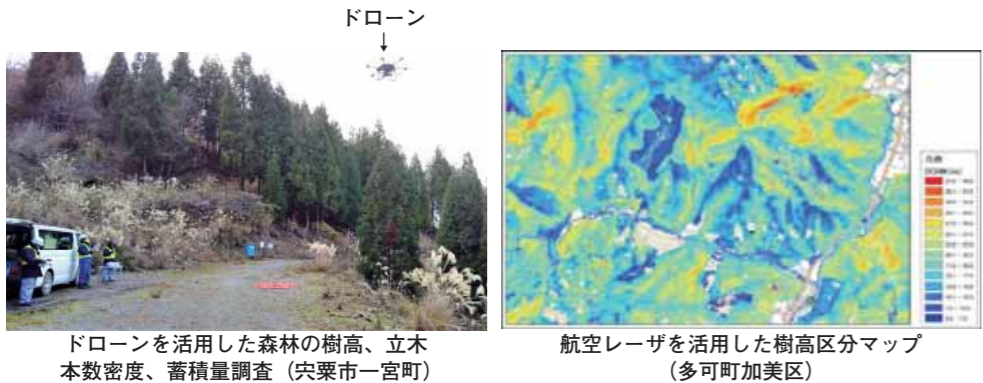 ドローン
↓
凡例
ドローンを活用した森林の樹高、立木
本数密度、蓄積量調査（宍粟市一宮町）
航空レーザを活用した樹高区分マップ
（多可町加美区）